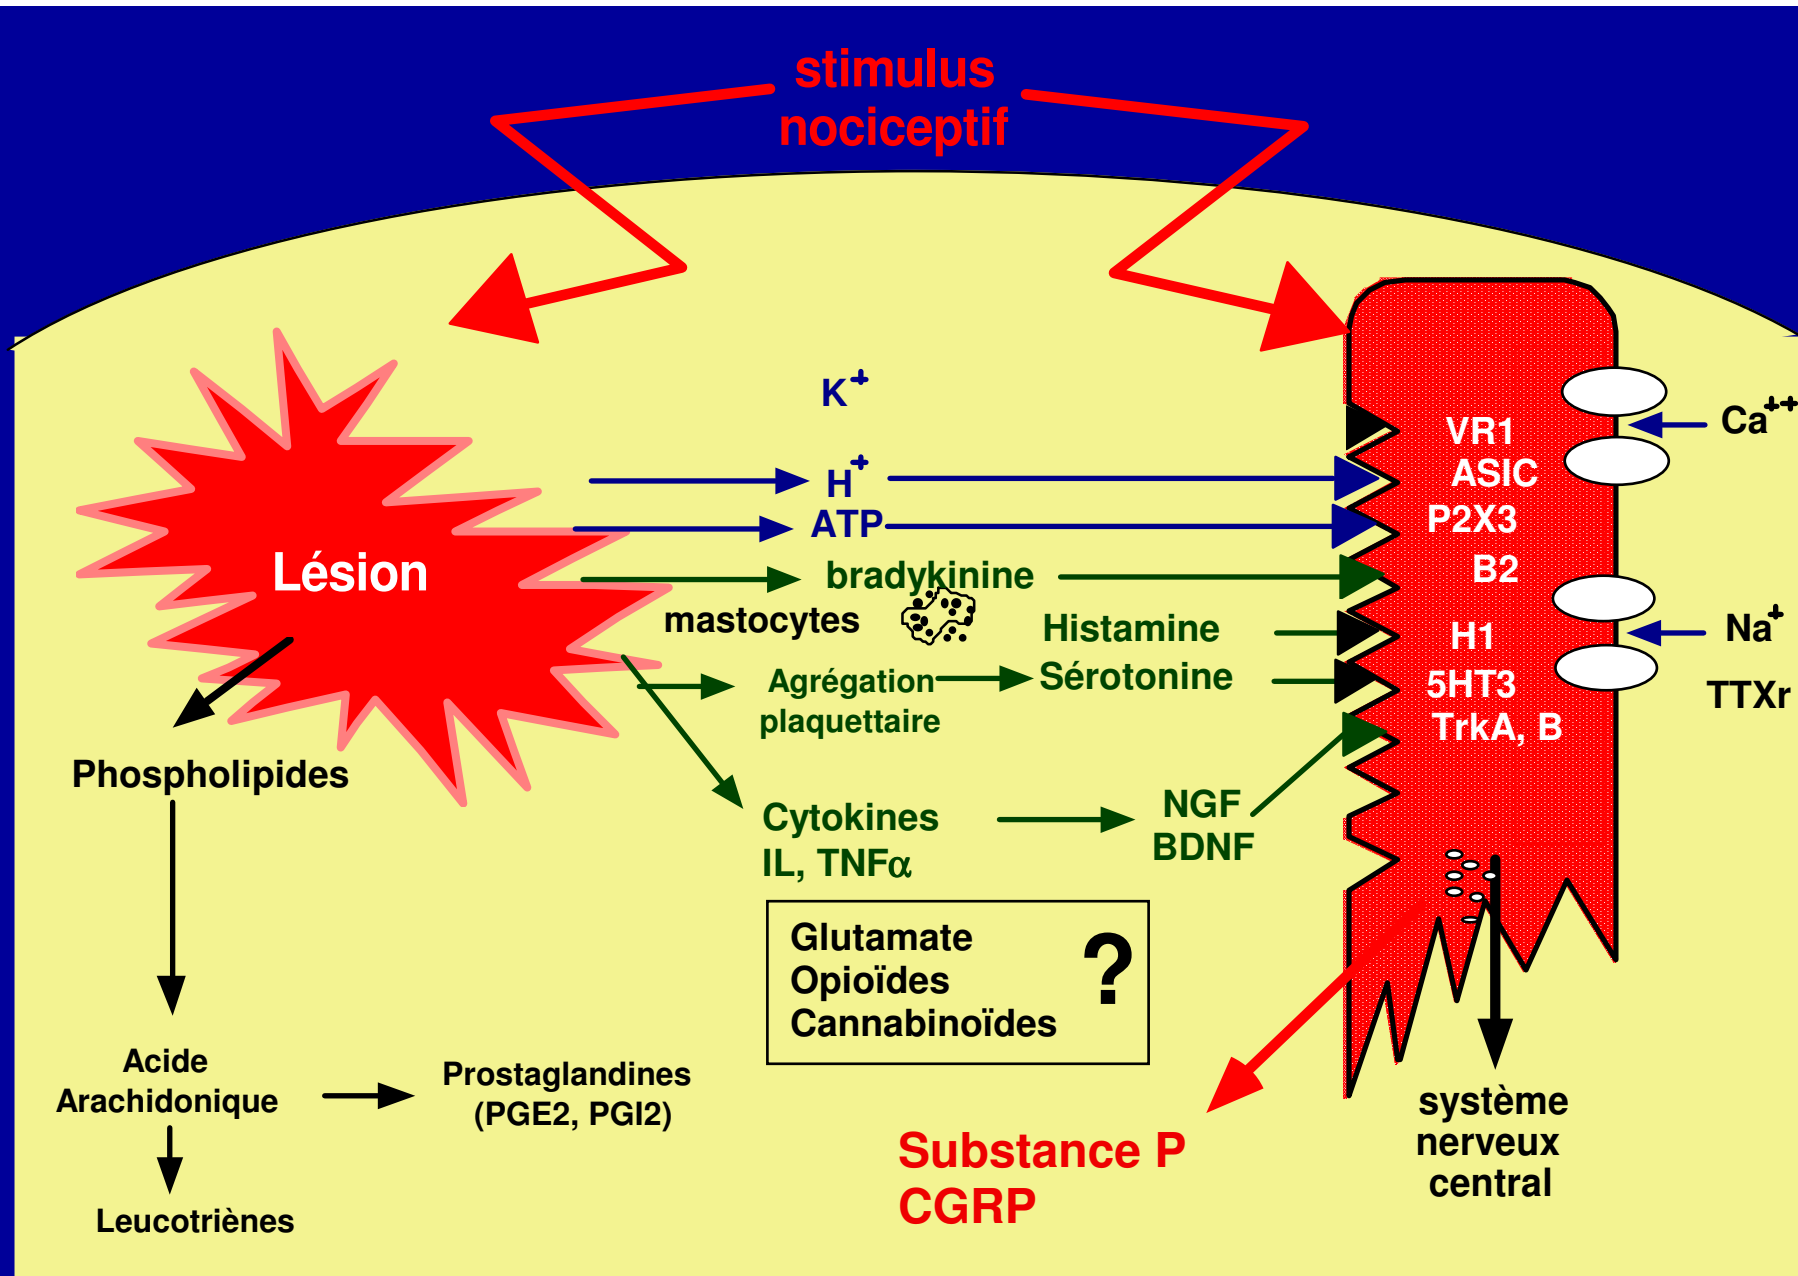 stimulus
nociceptif
K+
H+
ATP
bradykinine
mastocytes
Histamine
Sérotonine
Agrégation
plaquettaire
Lésion
Phospholipides
Cytokines
IL, TNFα
NGF
BDNF
Glutamate
Opioïdes
Cannabinoïdes
?
Acide
Arachidonique
Prostaglandines
(PGE2, PGI2)
Leucotriènes
Substance P
CGRP
VR1
ASIC
P2X3
B2
H1
5HT3
TrkA, B
Ca++
Na+
TTXr
système
nerveux
central